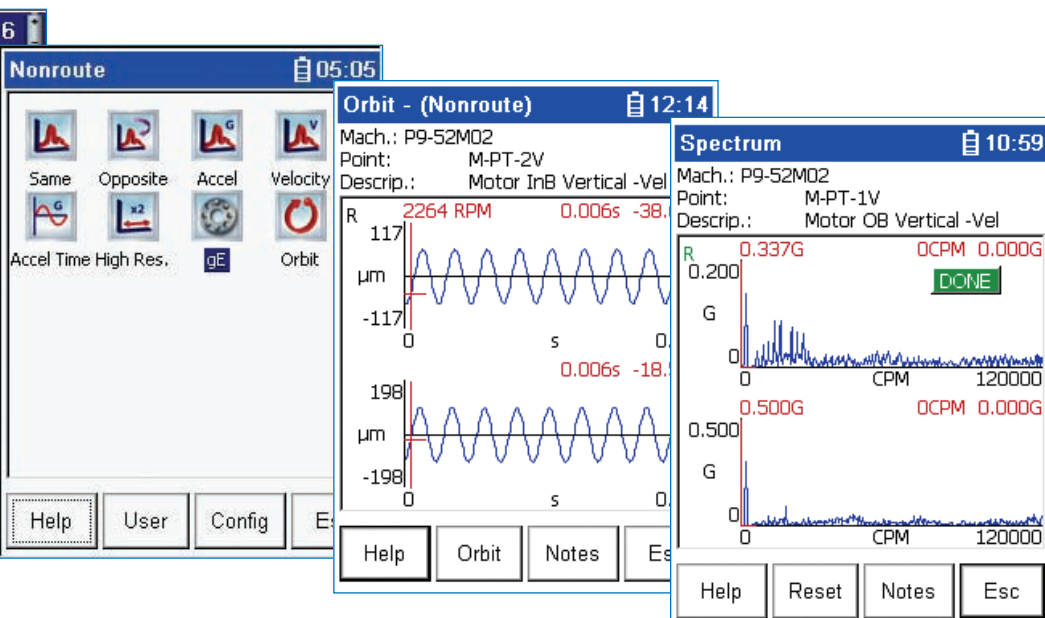 6
Nonroute 05:05
Same Opposite Accel Velocity
Accel Time High Res. gE Orbit
Help User Config
Orbit - (Nonroute) 12:14
Mach.: P9-52M02
Point: M-PT-2V
Descrip.: Motor InB Vertical -Vel
R 2264 RPM 0.006s
117
µm
-117
0 s
0.006s
198
µm
-198
0 s
Help Orbit Notes
Spectrum 10:59
Mach.: P9-52M02
Point: M-PT-1V
Descrip.: Motor OB Vertical -Vel
R 0.337G 0CPM 0.000G
0.200
DONE
G
0
0 CPM 120000
0.500G 0CPM 0.000G
0.500
G
0
0 CPM 120000
Help Reset Notes Esc